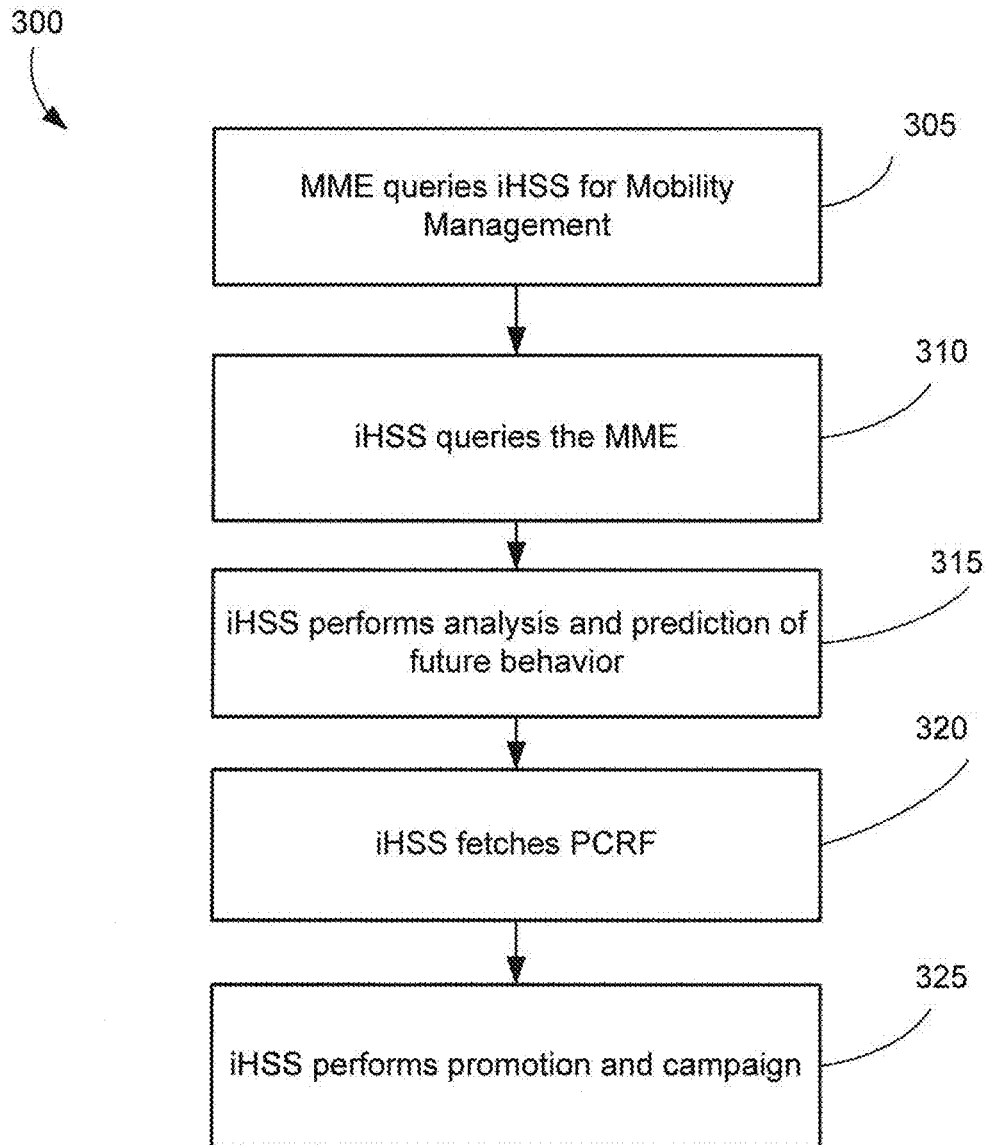 300
305
MME queries iHSS for Mobility
Management
310
iHSS queries the MME
315
iHSS performs analysis and prediction of
future behavior
320
iHSS fetches PCRF
325
iHSS performs promotion and campaign